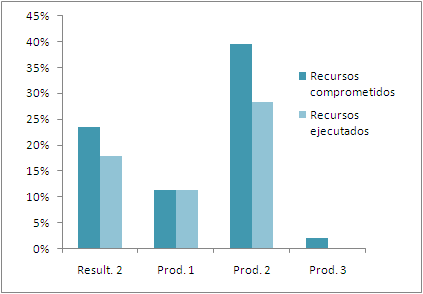 45%
40%
35%
30%
25%
20%
15%
10%
5%
0%
Result. 2
Prod. 1
Prod. 2
Prod. 3
Recursos
comprometidos
Recursos
ejecutados